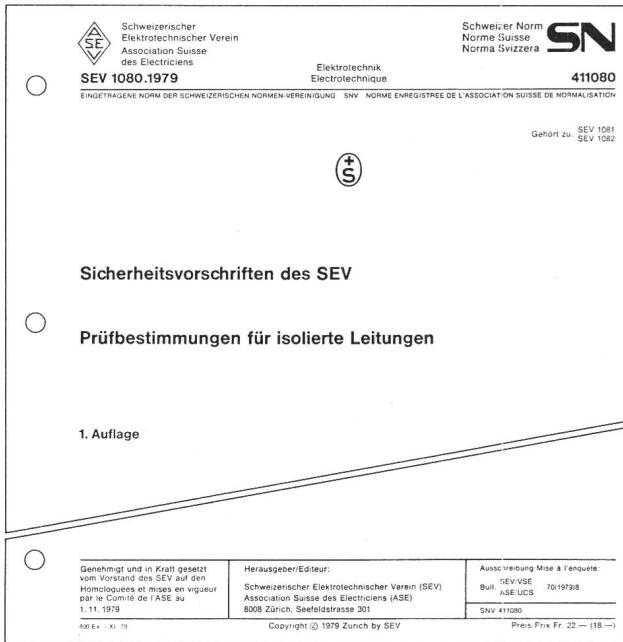 A
SEV
Schweizerischer
Elektrotechnischer Verein
Association Suisse
des Electriciens
SEV 1080.1979
Elektrotechnik
Electrotechnique
Schweizer Norm
Norme Suisse
Norma Svizzera
SN
411080
EINGETRAGENE NORM DER SCHWEIZERISCHEN NORMEN-VEREINIGUNG SNV NORME ENREGISTREE DE L'ASSOCIATION SUISSE DE NORMALISATION
Gehört zu: SEV 1081
SEV 1082
+
S
Sicherheitsvorschriften des SEV
Prüfbestimmungen für isolierte Leitungen
1. Auflage
Genehmigt und in Kraft gesetzt
vom Vorstand des SEV auf den
Homologuées et mises en vigueur
par le Comité de l'ASE au
1. 11. 1979
Herausgeber/Editeur:
Schweizerischer Elektrotechnischer Verein (SEV)
Association Suisse des Electriciens (ASE)
8008 Zürich, Seefeldstrasse 301
Ausschreibung/Mise à l'enquête:
Bull. SEV/VSE
ASE/UCS 70(1979)8
SNV 411080
800 Ex. - XI. 79
Copyright © 1979 Zurich by SEV
Preis/Prix Fr. 22.— (18.—)